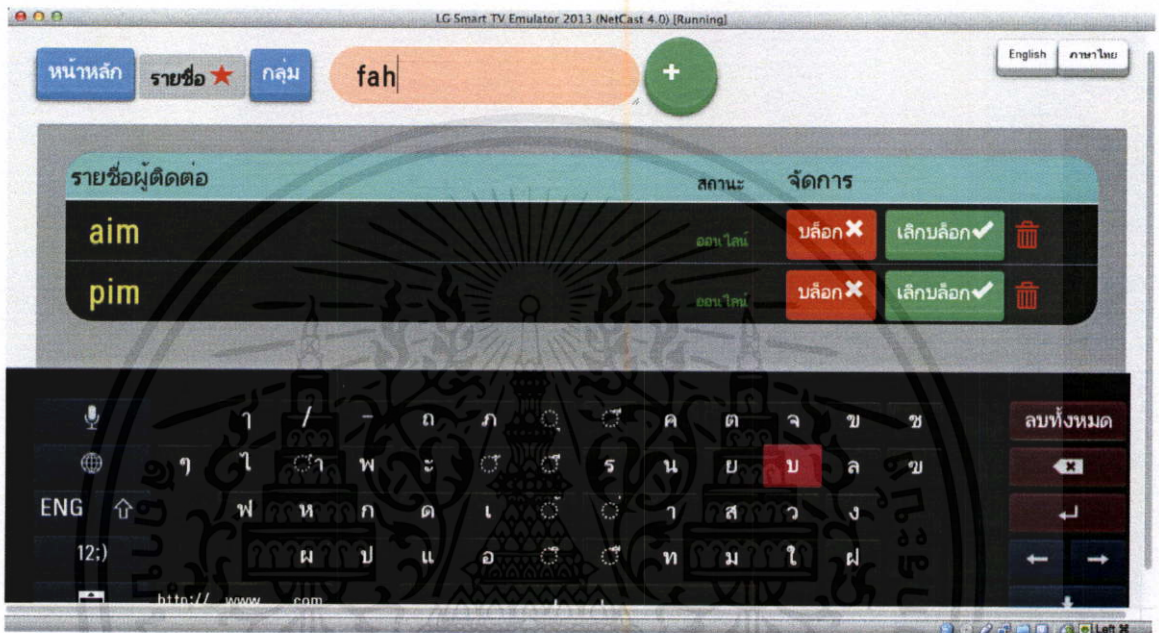 LG Smart TV Emulator 2013 (NetCast 4.0) [Running]
หน้าหลัก รายชื่อ กลุ่ม fah + English ภาษาไทย
รายชื่อผู้ติดต่อ สถานะ จัดการ
aim ออนไลน์ บล็อก เลิกบล็อก
pim ออนไลน์ บล็อก เลิกบล็อก
ๅ / - ถ ภ ุ ึ ค ต จ ข ช ลบทั้งหมด
ๆ ไ ำ พ ะ ั ี ร น ย บ ล
ENG ฟ ห ก ด เ ้ ่ า ส ว ง
12;) ผ ป แ อ ิ ื ท ม ใ ฝ
http:// www. .com
Left ⌘